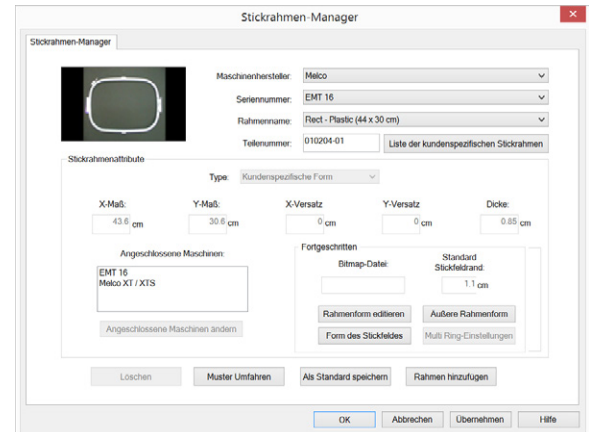 Stickrahmen-Manager
Stickrahmen-Manager
Maschinenhersteller: Melco
Seriennummer: EMT 16
Rahmenname: Rect - Plastic (44 x 30 cm)
Teilenummer: 010204-01 Liste der kundenspezifischen Stickrahmen
Stickrahmenattribute
Type: Kundenspezifische Form
X-Maß: Y-Maß: X-Versatz Y-Versatz Dicke:
43.6 cm 30.6 cm 0 cm 0 cm 0.85 cm
Angeschlossene Maschinen:
EMT 16
Melco XT / XTS
Angeschlossene Maschinen ändern
Fortgeschritten
Bitmap-Datei: Standard
Stickfeldrand:
1.1 cm
Rahmenform editieren Äußere Rahmenform
Form des Stickfeldes Multi Ring-Einstellungen
Löschen Muster Umfahren Als Standard speichern Rahmen hinzufügen
OK Abbrechen Übernehmen Hilfe